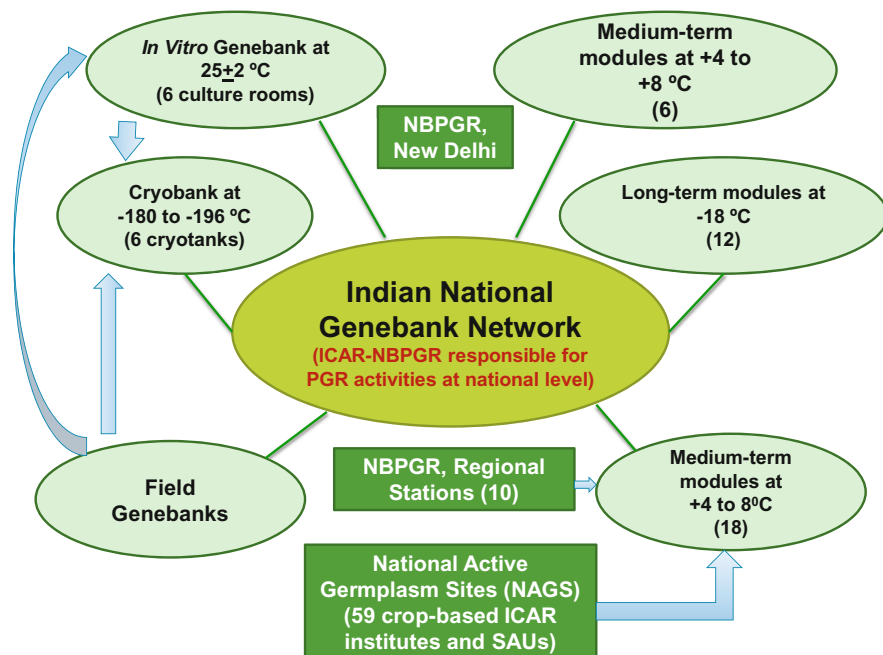 In Vitro Genebank at
25±2 ºC
(6 culture rooms)
Medium-term
modules at +4 to
+8 ºC
(6)
NBPGR,
New Delhi
Cryobank at
-180 to -196 ºC
(6 cryotanks)
Long-term modules at
-18 ºC
(12)
Indian National
Genebank Network
(ICAR-NBPGR responsible for
PGR activities at national level)
Field
Genebanks
NBPGR, Regional
Stations (10)
Medium-term
modules at
+4 to 8⁰C
(18)
National Active
Germplasm Sites (NAGS)
(59 crop-based ICAR
institutes and SAUs)